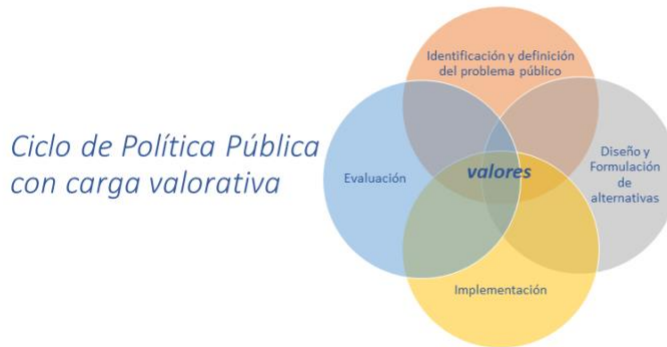 Ciclo de Política Pública
con carga valorativa
Identificación y definición
del problema público
Evaluación
valores
Diseño y
Formulación
de
alternativas
Implementación